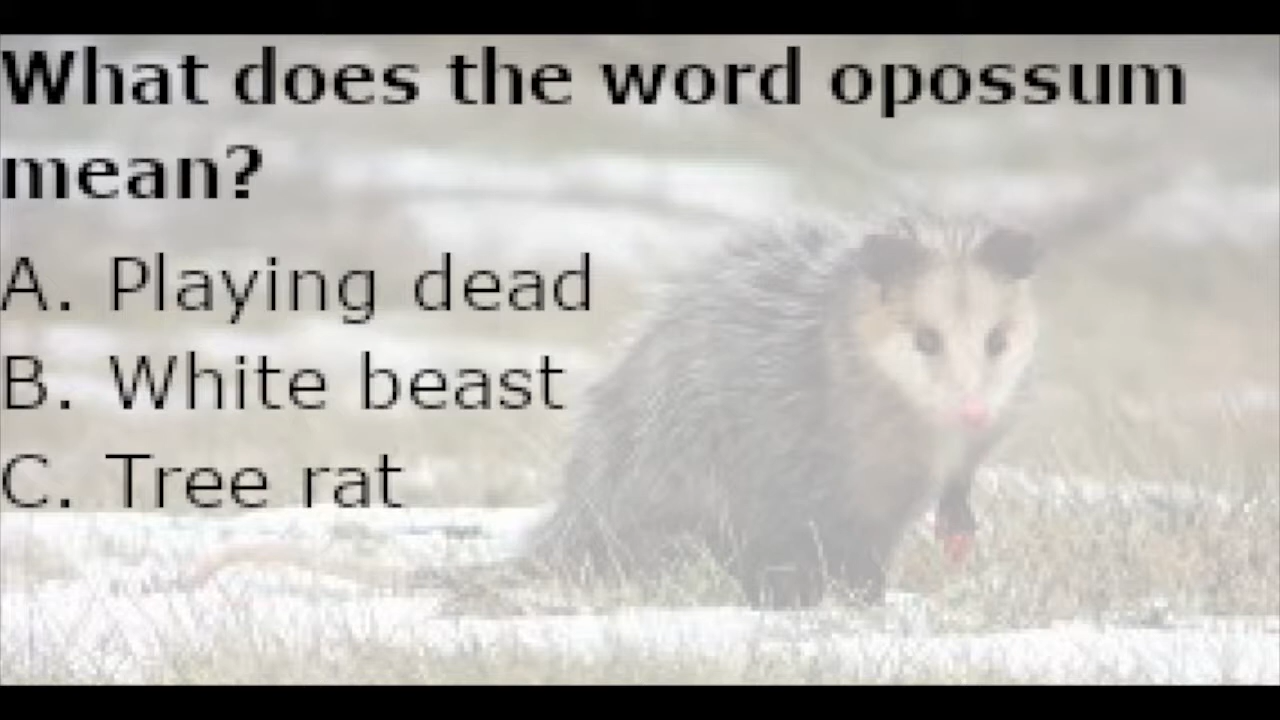 What does the word opossum
mean?
A. Playing dead
B. White beast
C. Tree rat